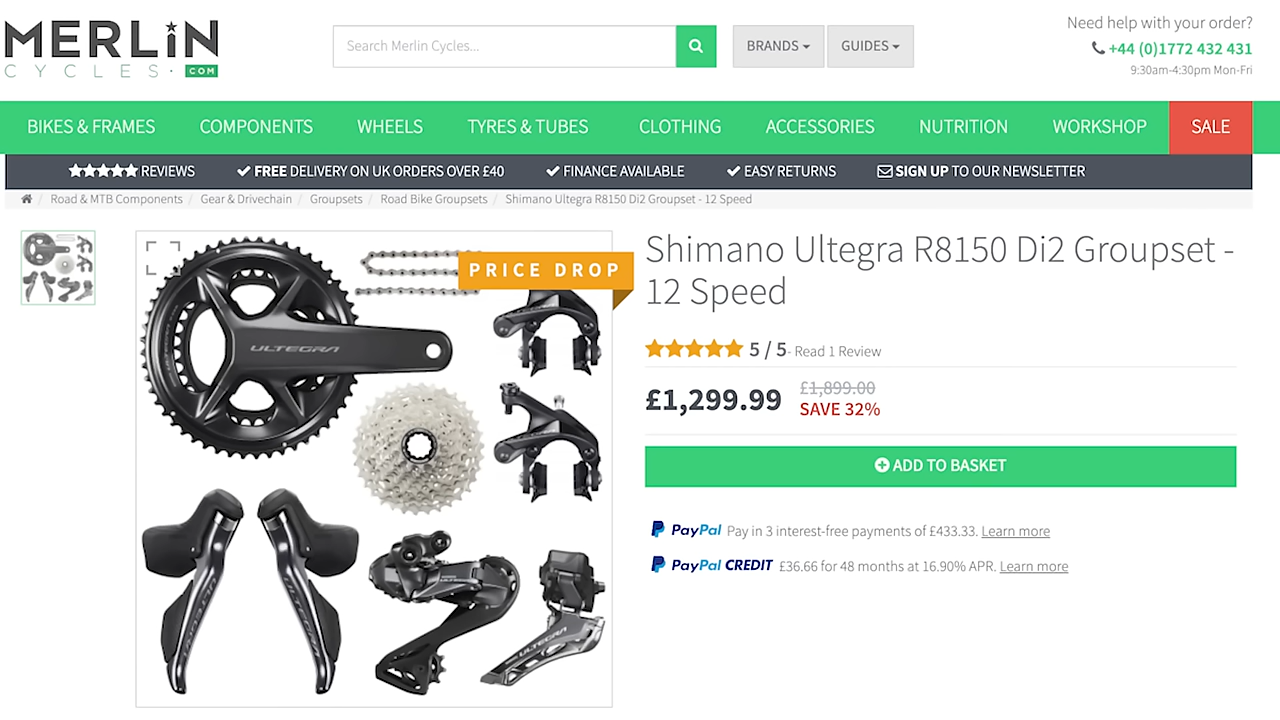 MERLIN
CYCLES.COM
Search Merlin Cycles...
BRANDS
GUIDES
Need help with your order?
+44 (0)1772 432 431
9:30am-4:30pm Mon-Fri
BIKES & FRAMES COMPONENTS WHEELS TYRES & TUBES CLOTHING ACCESSORIES NUTRITION WORKSHOP SALE
REVIEWS FREE DELIVERY ON UK ORDERS OVER £40 FINANCE AVAILABLE EASY RETURNS SIGN UP TO OUR NEWSLETTER
/ Road & MTB Components / Gear & Drivechain / Groupsets / Road Bike Groupsets / Shimano Ultegra R8150 Di2 Groupset - 12 Speed
PRICE DROP
ULTEGRA
ULTEGRA
ULTEGRA
ULTEGRA
Shimano Ultegra R8150 Di2 Groupset -
12 Speed
5 / 5 - Read 1 Review
£1,299.99
£1,899.00
SAVE 32%
ADD TO BASKET
PayPal Pay in 3 interest-free payments of £433.33. Learn more
PayPal CREDIT £36.66 for 48 months at 16.90% APR. Learn more